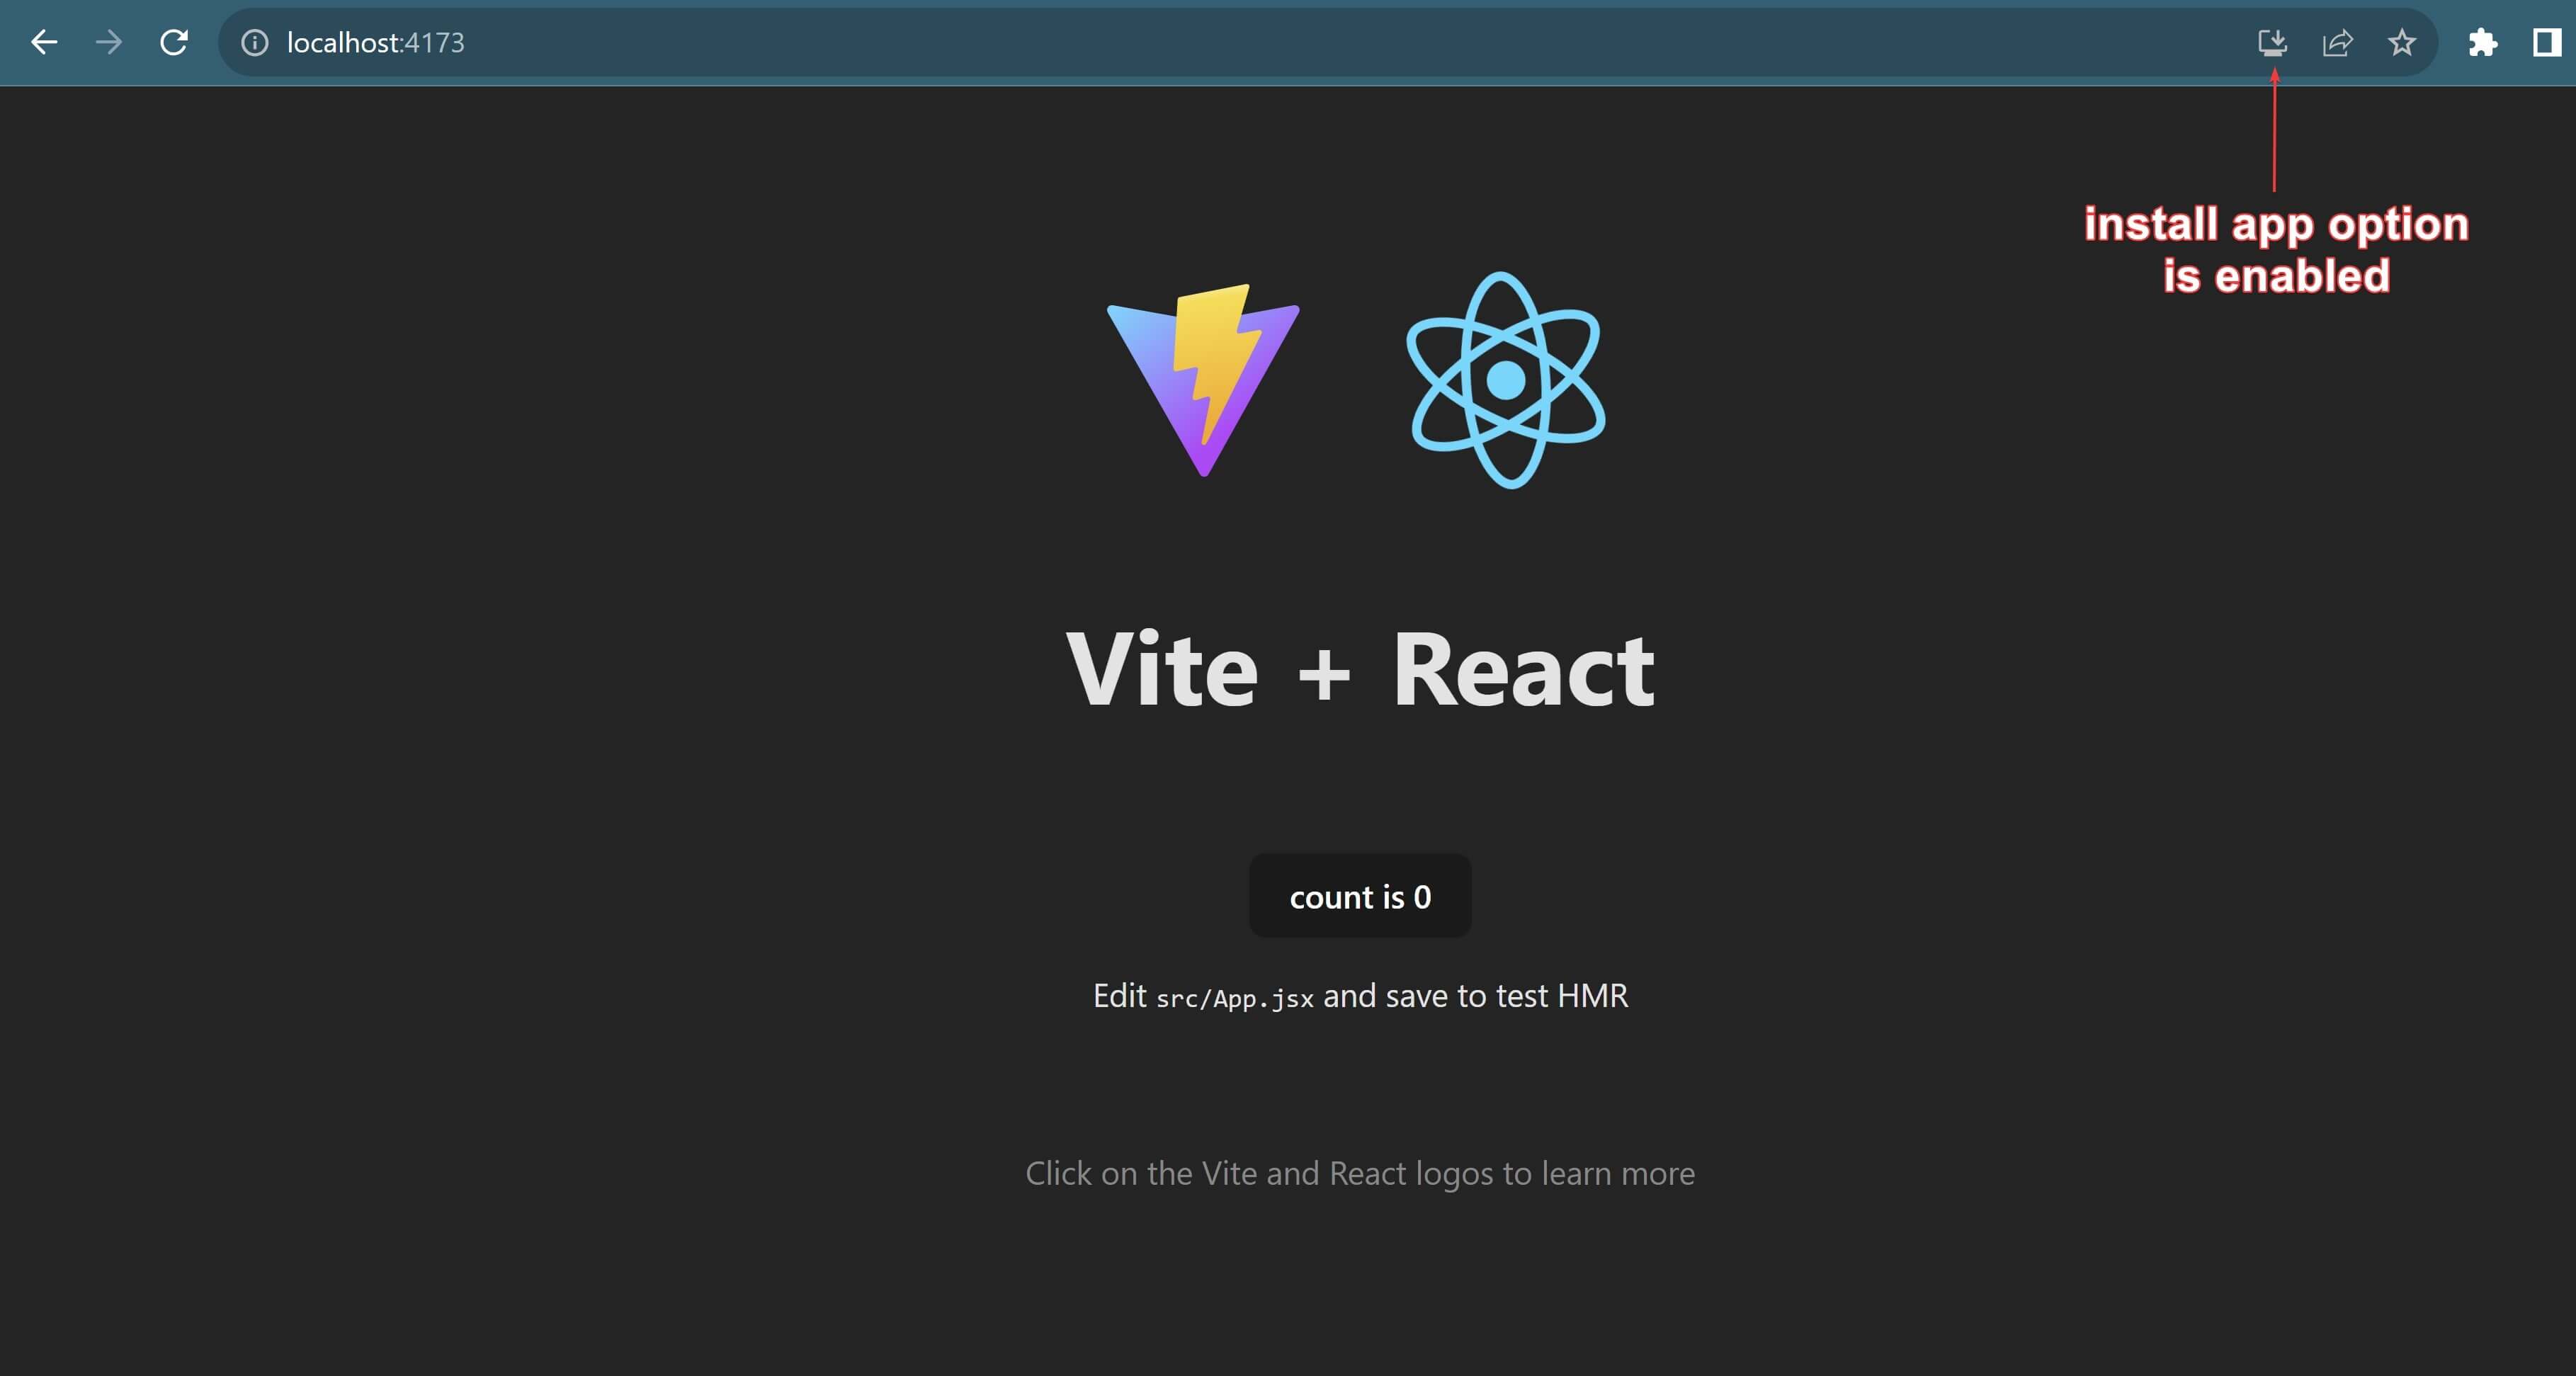 localhost:4173
install app option
is enabled
Vite + React
count is 0
Edit src/App.jsx and save to test HMR
Click on the Vite and React logos to learn more